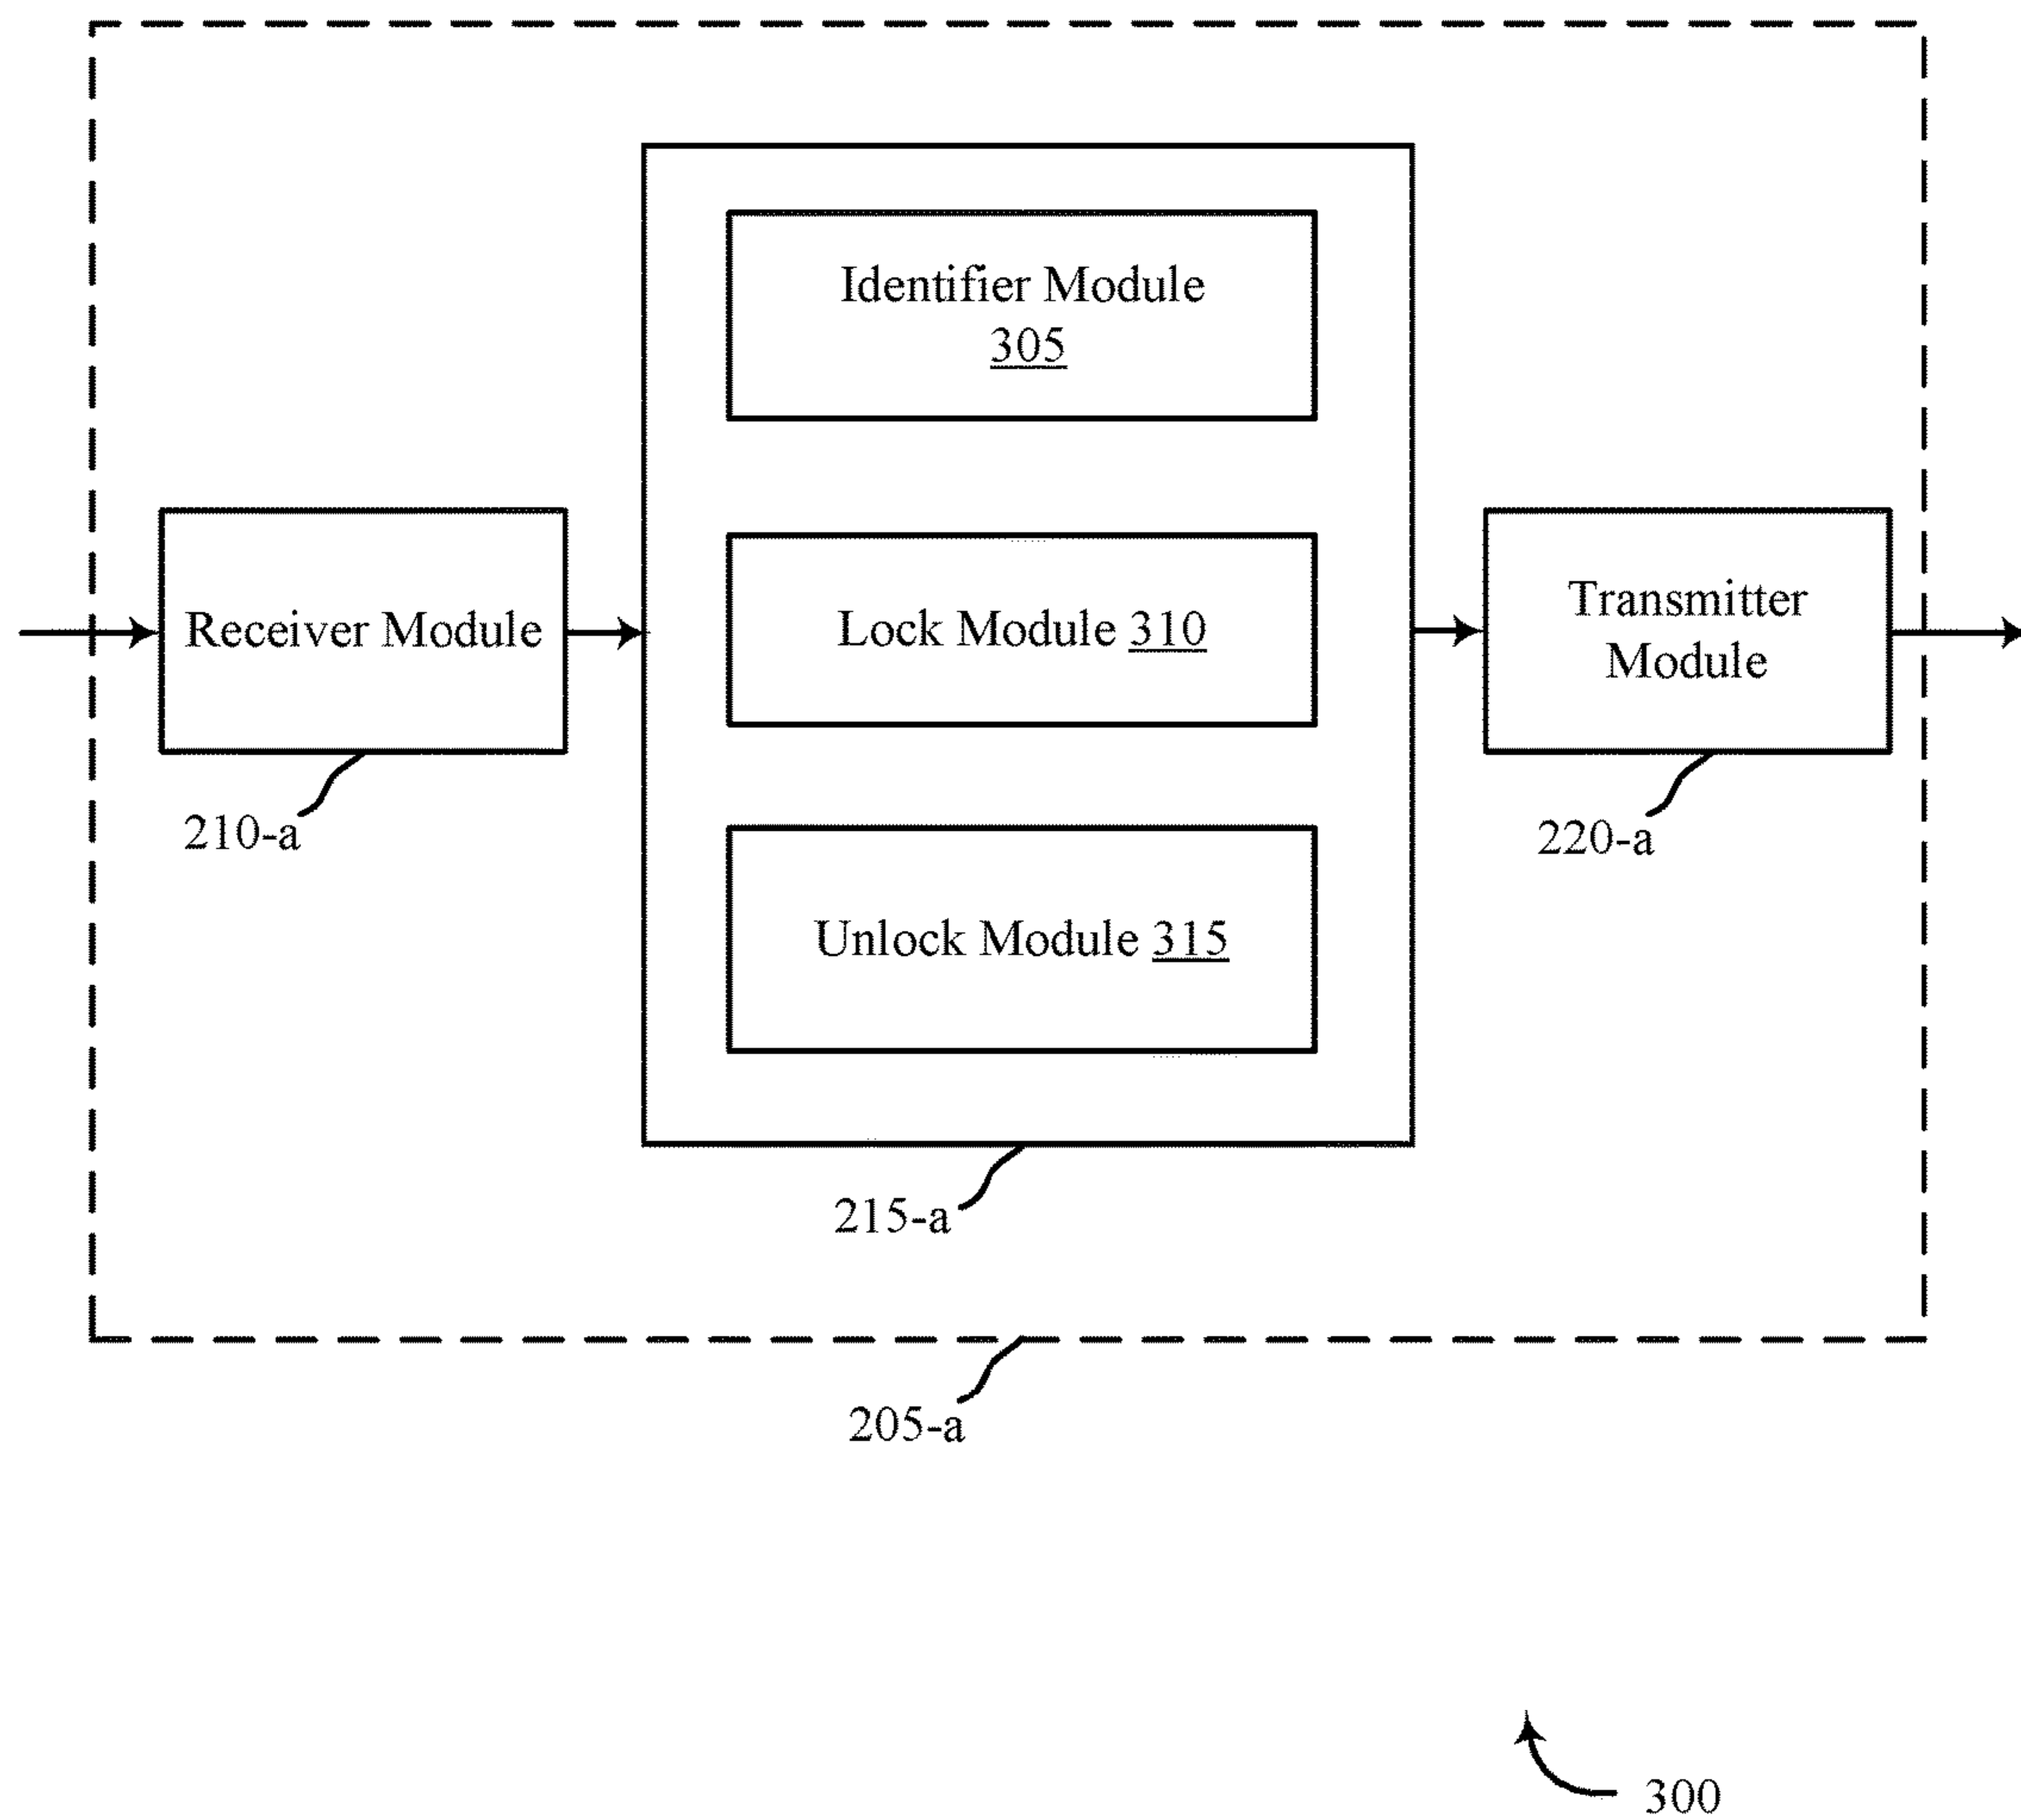 Identifier Module
305
Receiver Module
Lock Module 310
Transmitter
Module
210-a
220-a
Unlock Module 315
215-a
205-a
300